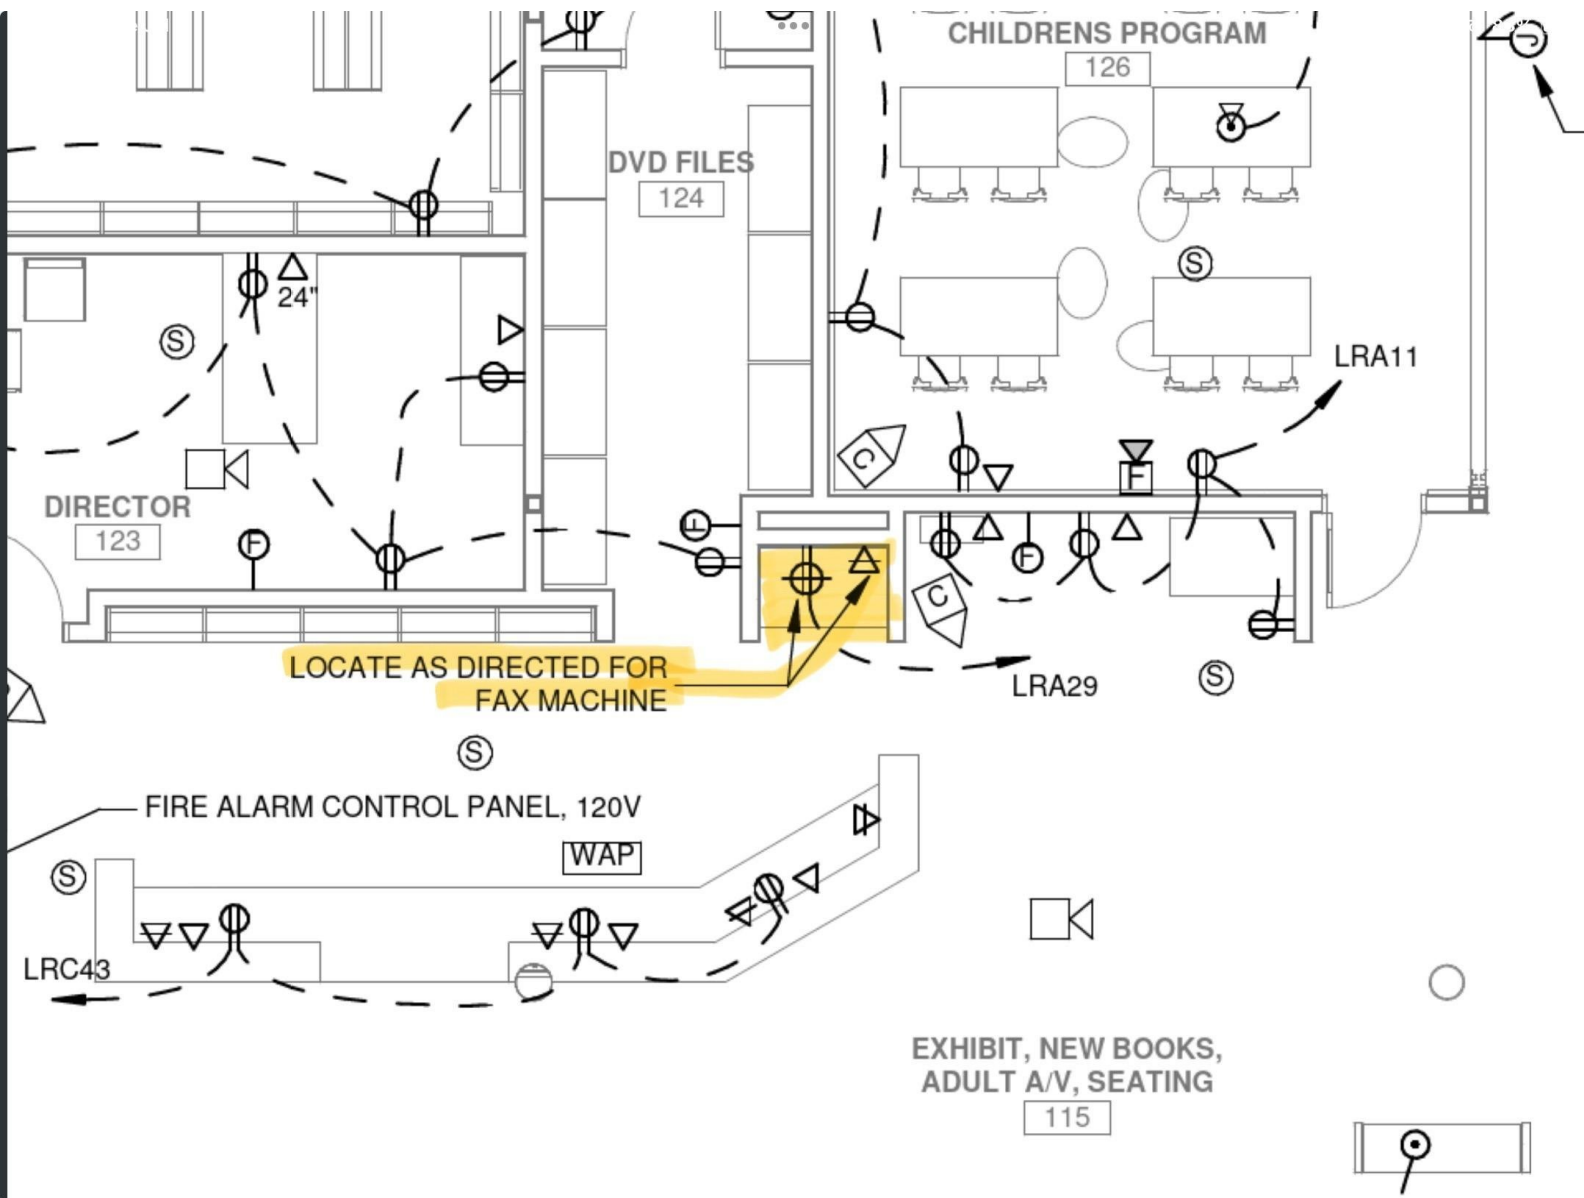 CHILDRENS PROGRAM
126
J
DVD FILES
124
S
24"
S
LRA11
C
F
DIRECTOR
123
F
F
F
C
LOCATE AS DIRECTED FOR
FAX MACHINE
LRA29
S
S
FIRE ALARM CONTROL PANEL, 120V
WAP
S
LRC43
EXHIBIT, NEW BOOKS,
ADULT A/V, SEATING
115